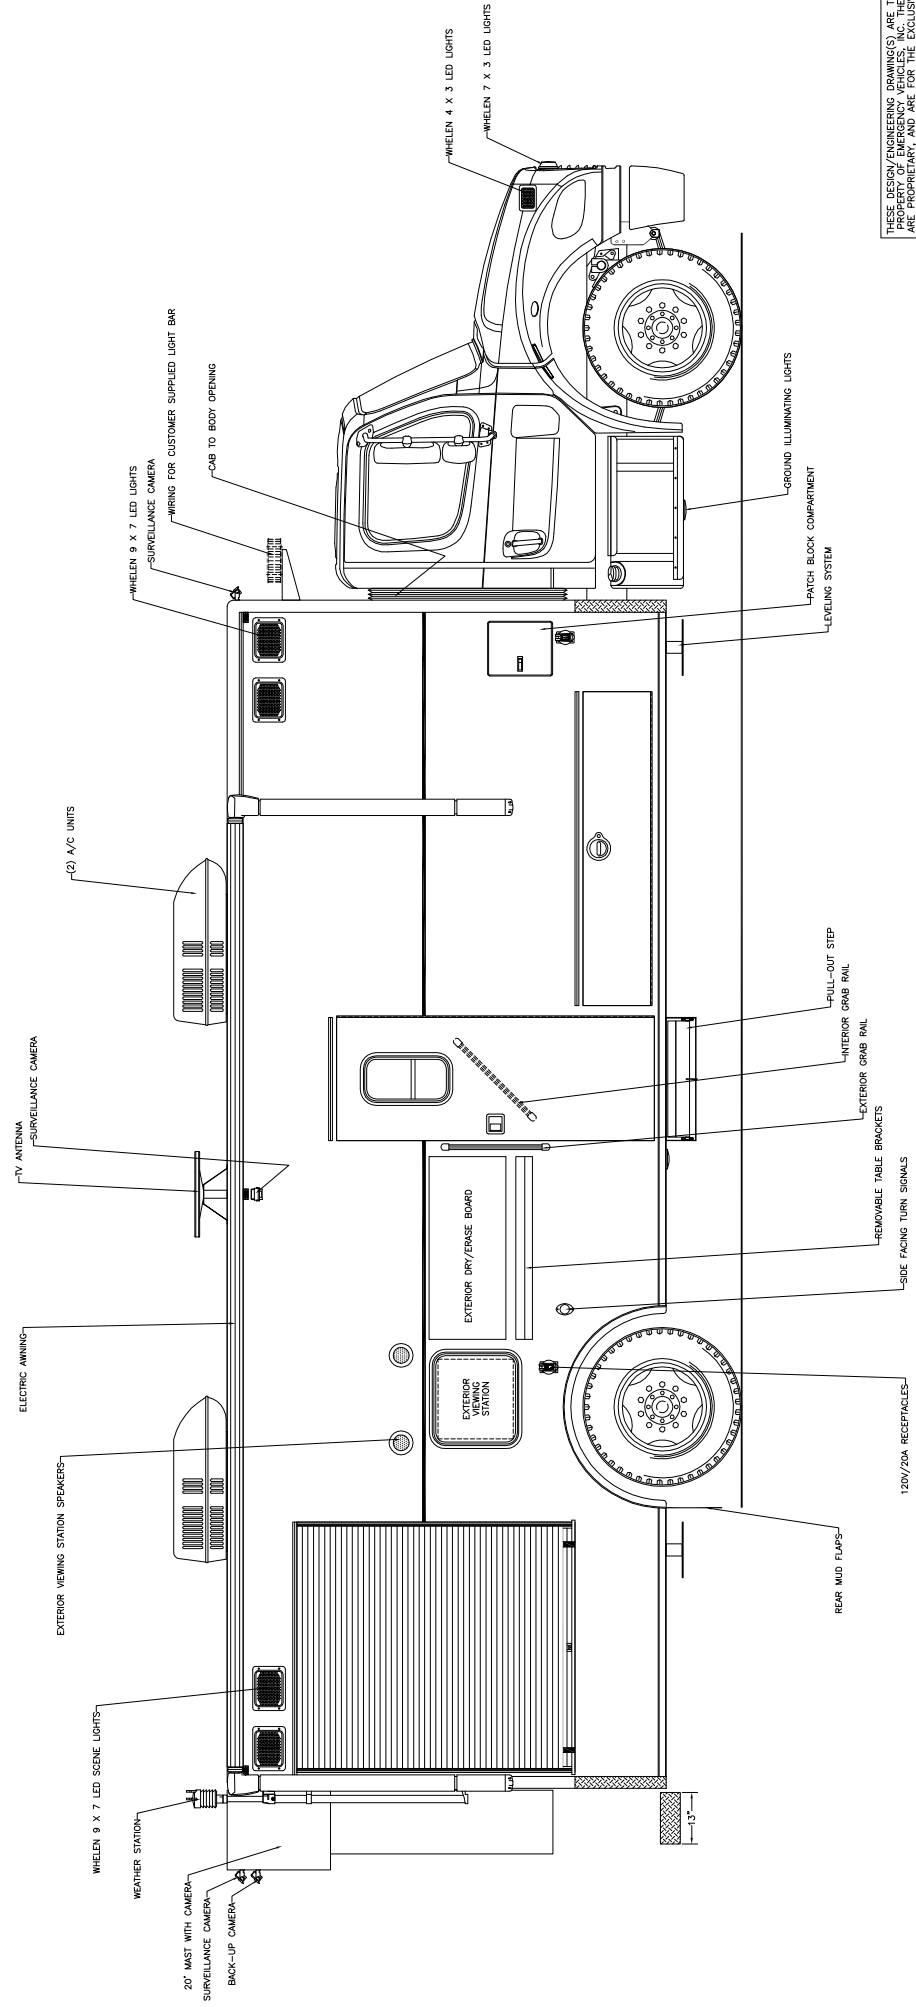 WHELEN 4 X 3 LED LIGHTS
WHELEN 7 X 3 LED LIGHTS
WHELEN 9 X 7 LED LIGHTS
SURVEILLANCE CAMERA
WIRING FOR CUSTOMER SUPPLIED LIGHT BAR
CAB TO BODY OPENING
GROUND ILLUMINATING LIGHTS
PATCH BLOCK COMPARTMENT
LEVELING SYSTEM
(2) A/C UNITS
TV ANTENNA
SURVEILLANCE CAMERA
ELECTRIC AWNING
EXTERIOR VIEWING STATION SPEAKERS
WHELEN 9 X 7 LED SCENE LIGHTS
WEATHER STATION
20' MAST WITH CAMERA
SURVEILLANCE CAMERA
BACK-UP CAMERA
EXTERIOR DRY/ERASE BOARD
EXTERIOR
VIEWING
STATION
PULL-OUT STEP
INTERIOR GRAB RAIL
EXTERIOR GRAB RAIL
REMOVABLE TABLE BRACKETS
SIDE FACING TURN SIGNALS
120V/20A RECEPTACLES
REAR MUD FLAPS
13"
THESE DESIGN/ENGINEERING DRAWING(S) ARE T
PROPERTY OF EMERGENCY VEHICLES, INC. THE
ARE PROPRIETARY, AND ARE FOR THE EXCLUSI